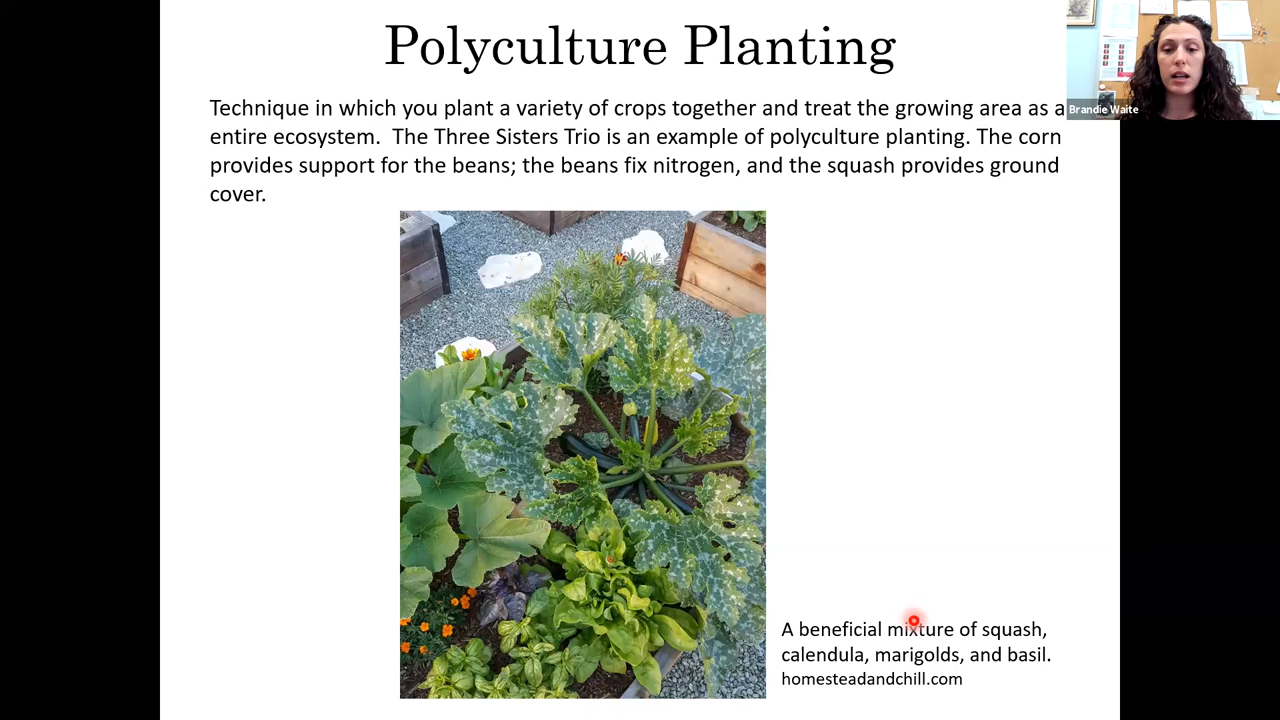 Polyculture Planting
Technique in which you plant a variety of crops together and treat the growing area as a
entire ecosystem.  The Three Sisters Trio is an example of polyculture planting. The corn
provides support for the beans; the beans fix nitrogen, and the squash provides ground
cover.
Brandie Waite
A beneficial mixture of squash,
calendula, marigolds, and basil.
homesteadandchill.com